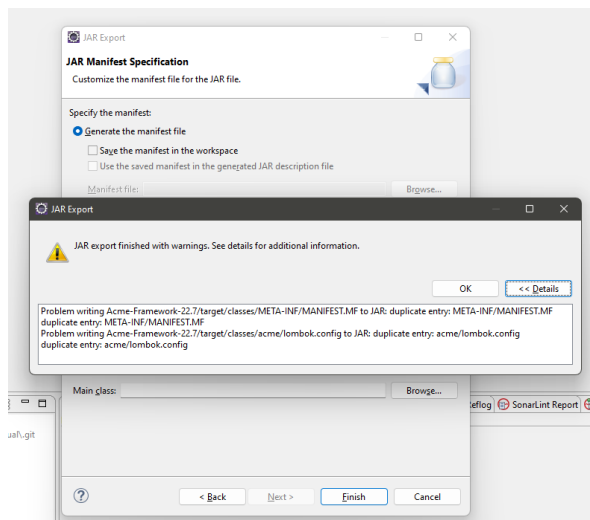 JAR Export
JAR Manifest Specification
Customize the manifest file for the JAR file.
Specify the manifest:
Generate the manifest file
Save the manifest in the workspace
Use the saved manifest in the generated JAR description file
Manifest file:
Browse...
JAR Export
JAR export finished with warnings. See details for additional information.
OK
<< Details
Problem writing Acme-Framework-22.7/target/classes/META-INF/MANIFEST.MF to JAR: duplicate entry: META-INF/MANIFEST.MF
duplicate entry: META-INF/MANIFEST.MF
Problem writing Acme-Framework-22.7/target/classes/acme/lombok.config to JAR: duplicate entry: acme/lombok.config
duplicate entry: acme/lombok.config
Main class:
Browse...
eflog
SonarLint Report
ual\.git
< Back
Next >
Finish
Cancel